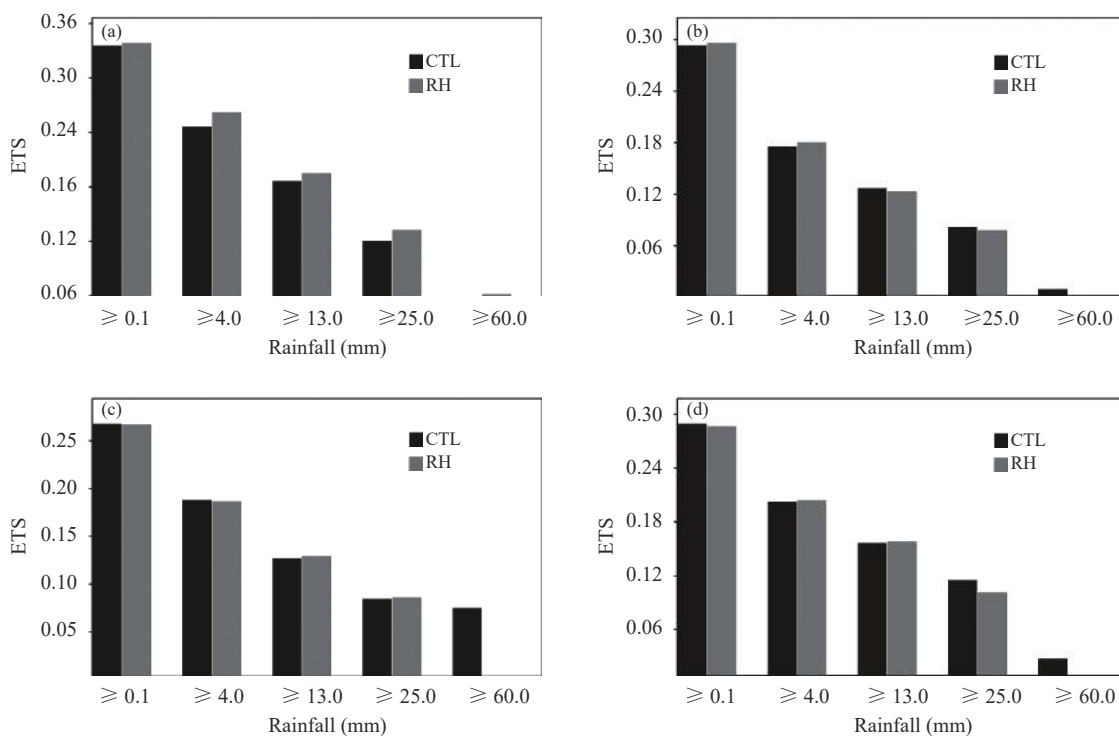 (a)
CTL
RH
0.36
0.30
0.24
0.16
0.12
0.06
ETS
≥ 0.1 ≥4.0 ≥ 13.0 ≥25.0 ≥60.0
Rainfall (mm)
(b)
CTL
RH
0.30
0.18
0.12
0.06
ETS
≥ 0.1 ≥ 4.0 ≥ 13.0 ≥25.0 ≥60.0
Rainfall (mm)
(c)
CTL
RH
0.25
0.20
0.15
0.10
0.05
ETS
≥ 0.1 ≥ 4.0 ≥ 13.0 ≥ 25.0 ≥ 60.0
Rainfall (mm)
(d)
CTL
RH
0.30
0.24
0.18
0.12
0.06
ETS
≥ 0.1 ≥ 4.0 ≥ 13.0 ≥ 25.0 ≥ 60.0
Rainfall (mm)